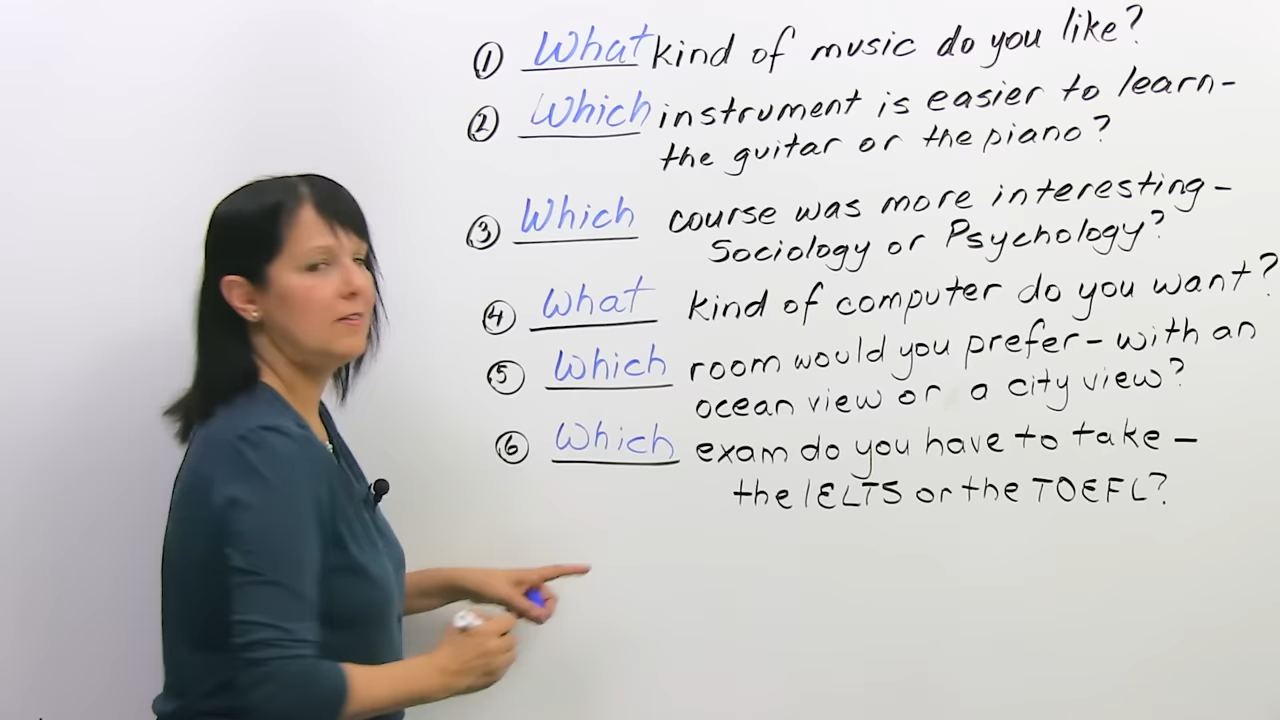 ① What kind of music do you like?
② Which instrument is easier to learn-
the guitar or the piano?
③ Which course was more interesting-
Sociology or Psychology?
④ What kind of computer do you want?
⑤ Which room would you prefer- with an
ocean view or a city view?
⑥ Which exam do you have to take-
the IELTS or the TOEFL?